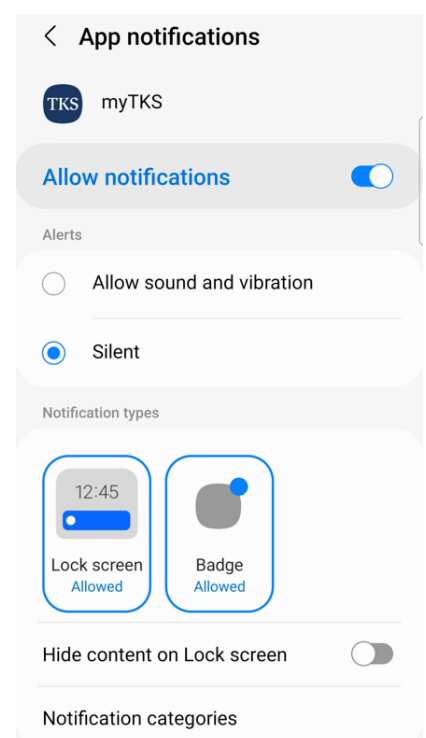 App notifications
TKS
myTKS
Allow notifications
Alerts
Allow sound and vibration
Silent
Notification types
12:45
Lock screen
Allowed
Badge
Allowed
Hide content on Lock screen
Notification categories